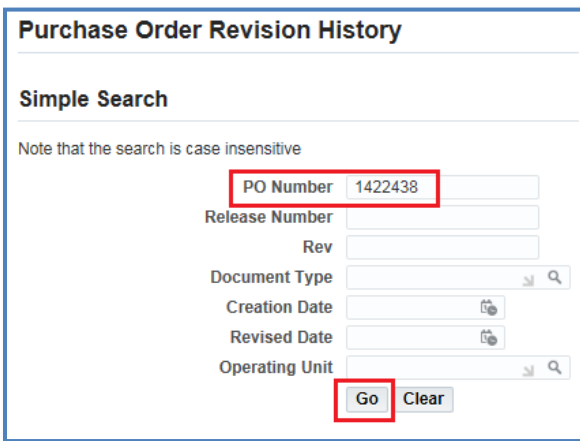 Purchase Order Revision History
Simple Search
Note that the search is case insensitive
PO Number 1422438
Release Number
Rev
Document Type
Creation Date
Revised Date
Operating Unit
Go Clear